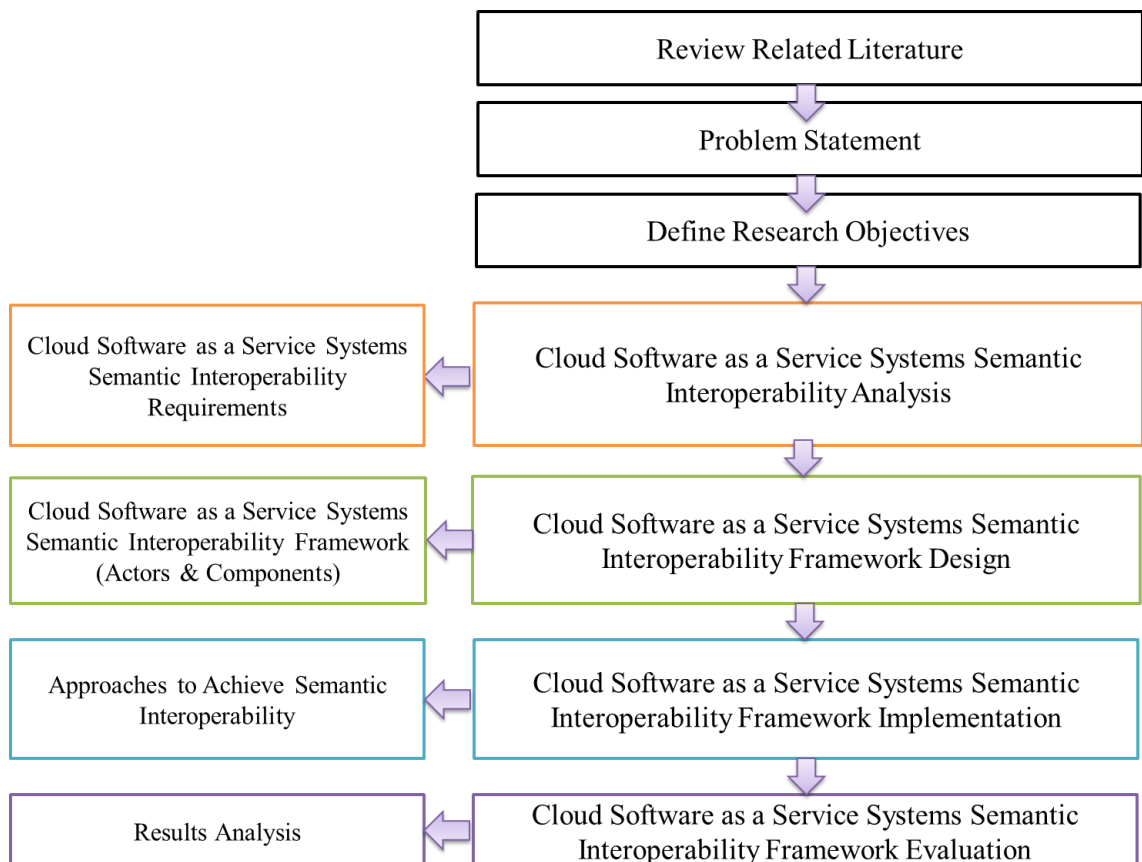 Review Related Literature
Problem Statement
Define Research Objectives
Cloud Software as a Service Systems Semantic
Interoperability Analysis
Cloud Software as a Service Systems
Semantic Interoperability
Requirements
Cloud Software as a Service Systems Semantic
Interoperability Framework Design
Cloud Software as a Service Systems
Semantic Interoperability Framework
(Actors & Components)
Cloud Software as a Service Systems Semantic
Interoperability Framework Implementation
Approaches to Achieve Semantic
Interoperability
Cloud Software as a Service Systems Semantic
Interoperability Framework Evaluation
Results Analysis